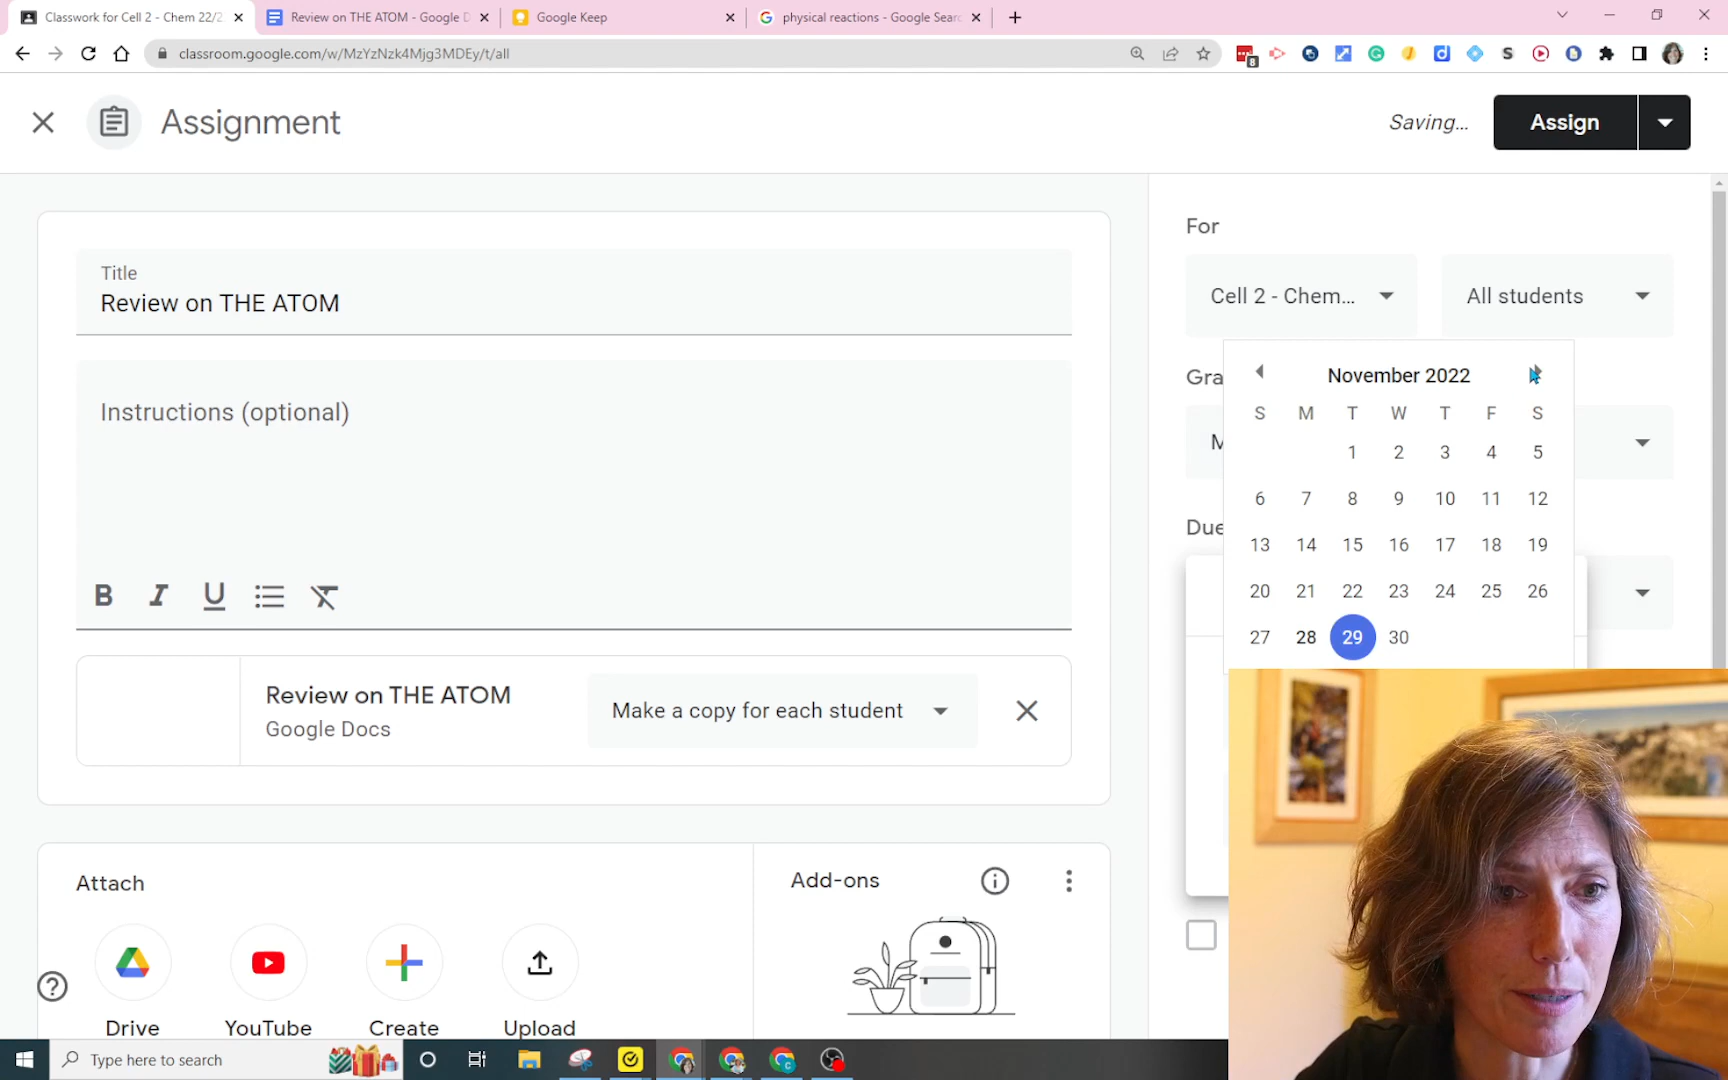 Classwork for Cell 2 - Chem 22/2
Review on THE ATOM - Google D
Google Keep
physical reactions - Google Searc
classroom.google.com/w/MzYzNzk4Mjg3MDEy/t/all
8
Assignment
Saving...
Assign
Title
Review on THE ATOM
Instructions (optional)
B I U
Review on THE ATOM
Google Docs
Make a copy for each student
Attach
Drive
YouTube
Create
Upload
Add-ons
For
Cell 2 - Chem...
All students
Gra
Due
November 2022
S M T W T F S
1 2 3 4 5
6 7 8 9 10 11 12
13 14 15 16 17 18 19
20 21 22 23 24 25 26
27 28 29 30
Type here to search